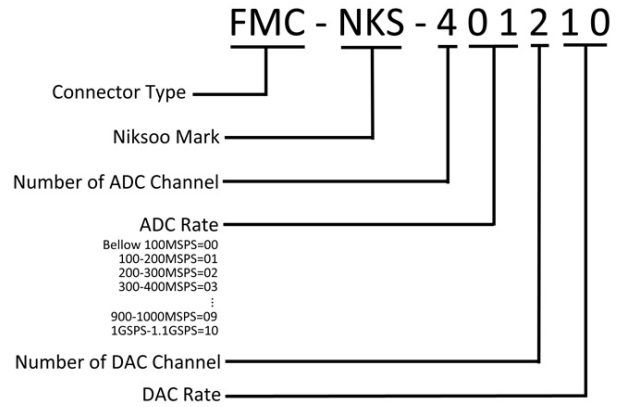 FMC - NKS - 4 0 1 2 1 0
Connector Type
Niksoo Mark
Number of ADC Channel
ADC Rate
Bellow 100MSPS=00
100-200MSPS=01
200-300MSPS=02
300-400MSPS=03
⋮
900-1000MSPS=09
1GSPS-1.1GSPS=10
Number of DAC Channel
DAC Rate